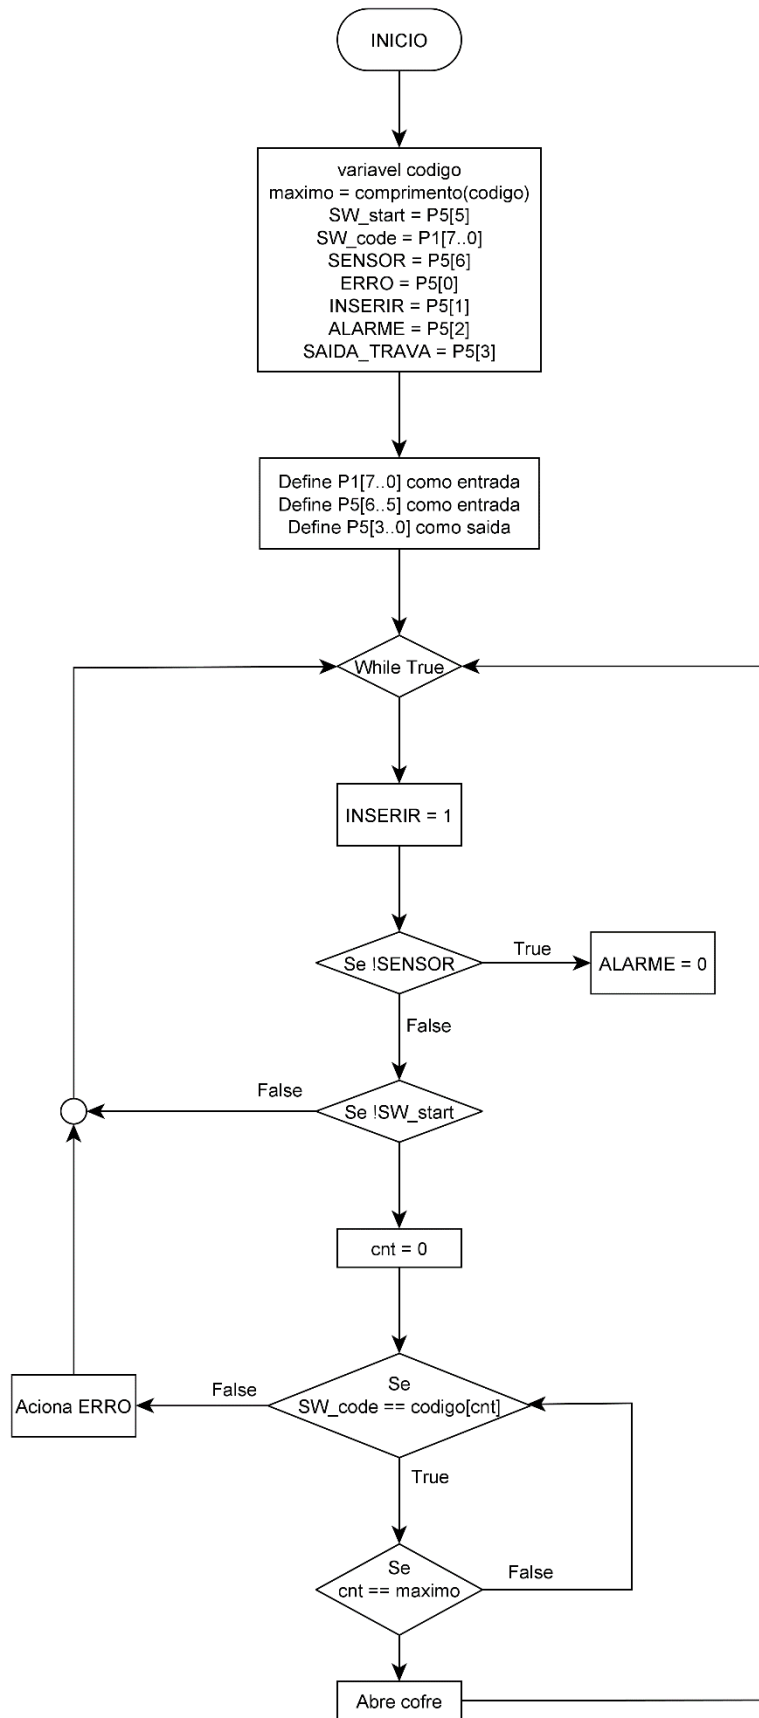 INICIO
variavel codigo
maximo = comprimento(codigo)
SW_start = P5[5]
SW_code = P1[7..0]
SENSOR = P5[6]
ERRO = P5[0]
INSERIR = P5[1]
ALARME = P5[2]
SAIDA_TRAVA = P5[3]
Define P1[7..0] como entrada
Define P5[6..5] como entrada
Define P5[3..0] como saida
While True
INSERIR = 1
Se !SENSOR
True
ALARME = 0
False
Se !SW_start
False
cnt = 0
Se
SW_code == codigo[cnt]
False
Aciona ERRO
True
Se
cnt == maximo
False
Abre cofre